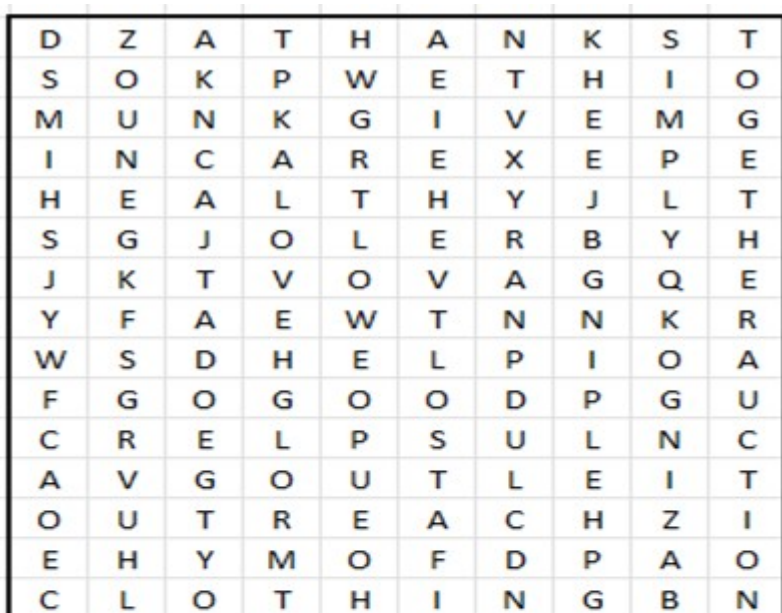 D Z A T H A N K S T
S O K P W E T H I O
M U N K G I V E M G
I N C A R E X E P E
H E A L T H Y J L T
S G J O L E R B Y H
J K T V O V A G Q E
Y F A E W T N N K R
W S D H E L P I O A
F G O G O O D P G U
C R E L P S U L N C
A V G O U T L E I T
O U T R E A C H Z I
E H Y M O F D P A O
C L O T H I N G B N